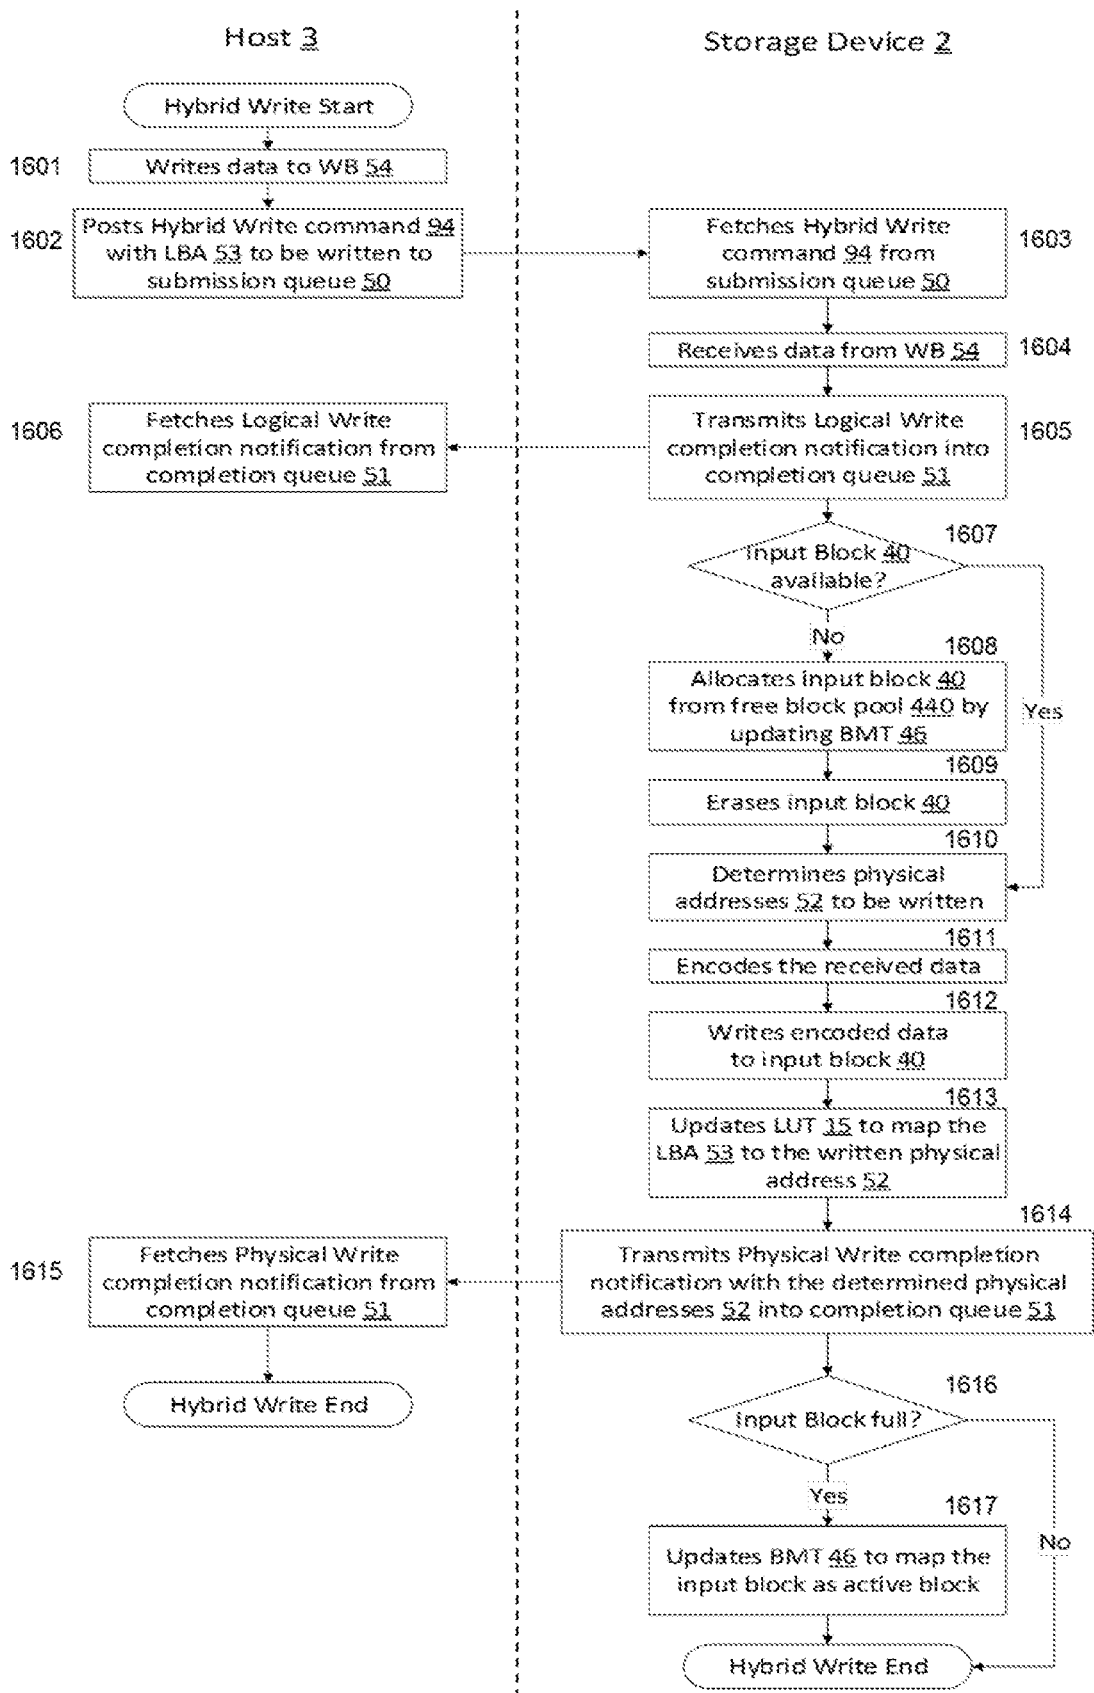 Host 3
Storage Device 2
Hybrid Write Start
1601
Writes data to WB 54
1602
Posts Hybrid Write command 94
with LBA 53 to be written to
submission queue 50
Fetches Hybrid Write
command 94 from
submission queue 50
1603
Receives data from WB 54
1604
1606
Fetches Logical Write
completion notification from
completion queue 51
Transmits Logical Write
completion notification into
completion queue 51
1605
1607
Input Block 40
available?
No
Yes
1608
Allocates input block 40
from free block pool 440 by
updating BMT 46
1609
Erases input block 40
1610
Determines physical
addresses 52 to be written
1611
Encodes the received data
1612
Writes encoded data
to input block 40
1613
Updates LUT 15 to map the
LBA 53 to the written physical
address 52
1614
Transmits Physical Write completion
notification with the determined physical
addresses 52 into completion queue 51
1615
Fetches Physical Write
completion notification from
completion queue 51
Hybrid Write End
1616
Input Block full?
Yes
No
1617
Updates BMT 46 to map the
input block as active block
Hybrid Write End